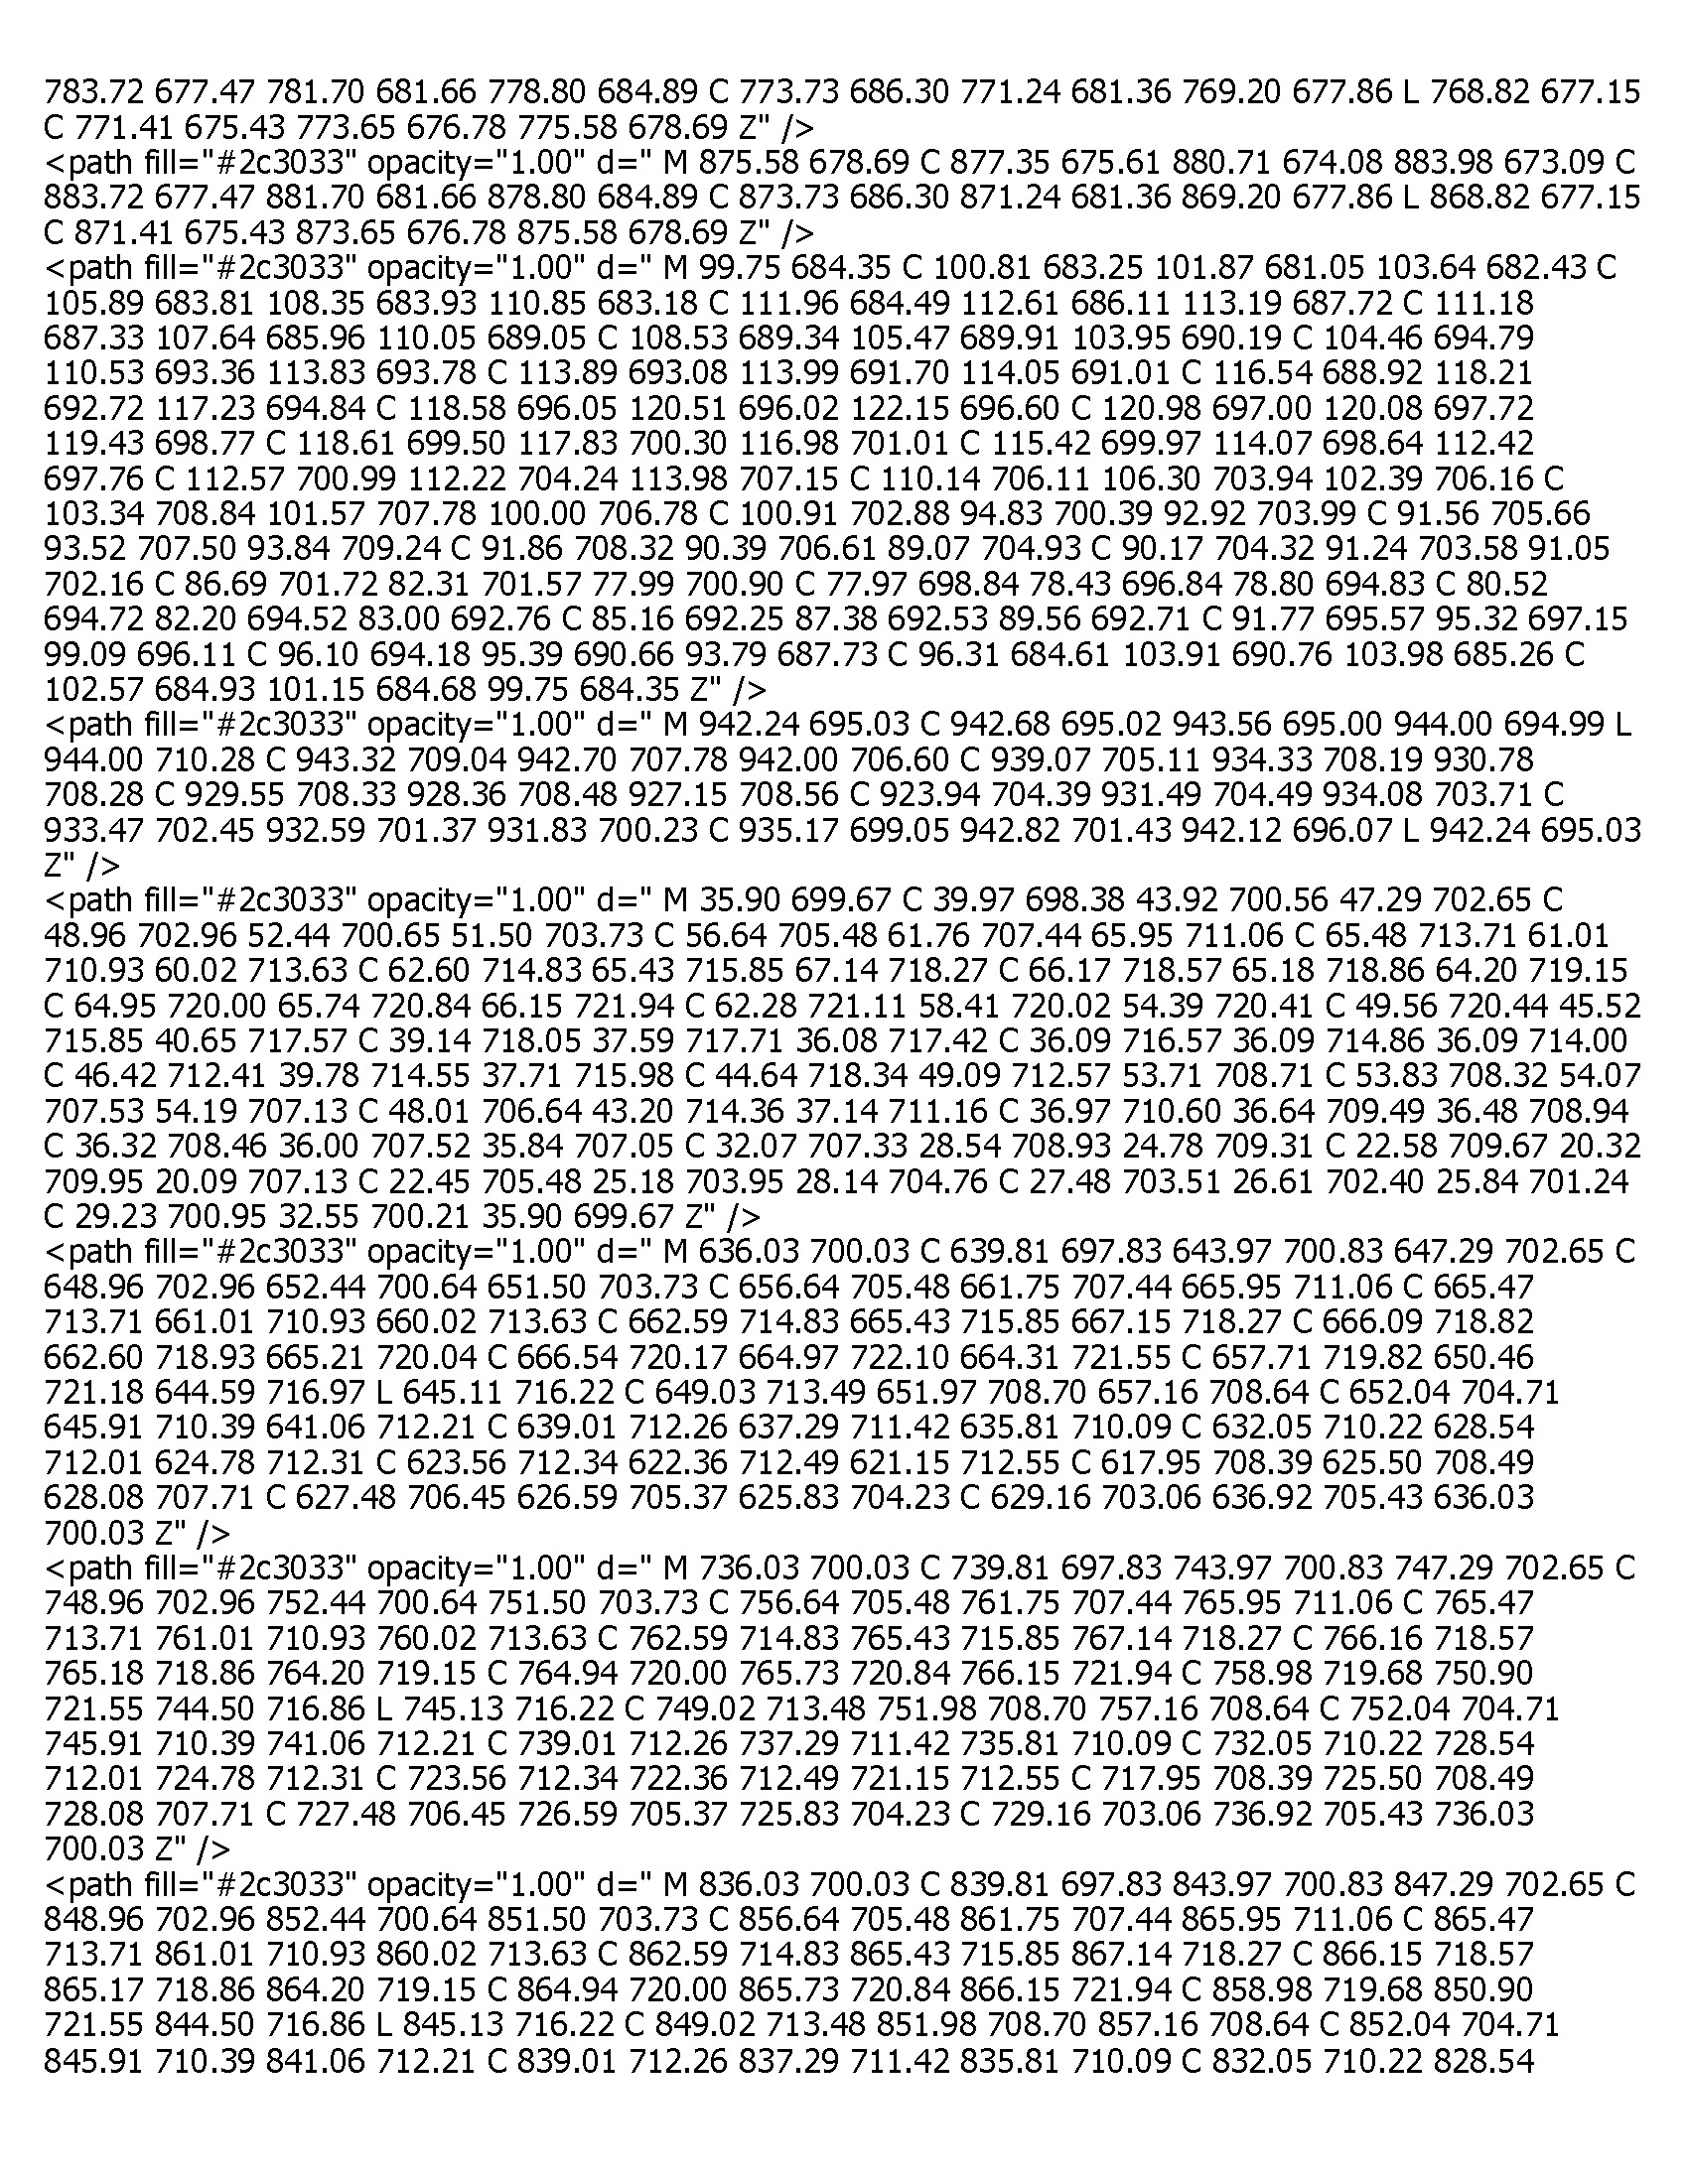 783.72 677.47 781.70 681.66 778.80 684.89 C 773.73 686.30 771.24 681.36 769.20 677.86 L 768.82 677.15
C 771.41 675.43 773.65 676.78 775.58 678.69 Z" />
<path fill="#2c3033" opacity="1.00" d=" M 875.58 678.69 C 877.35 675.61 880.71 674.08 883.98 673.09 C
883.72 677.47 881.70 681.66 878.80 684.89 C 873.73 686.30 871.24 681.36 869.20 677.86 L 868.82 677.15
C 871.41 675.43 873.65 676.78 875.58 678.69 Z" />
<path fill="#2c3033" opacity="1.00" d=" M 99.75 684.35 C 100.81 683.25 101.87 681.05 103.64 682.43 C
105.89 683.81 108.35 683.93 110.85 683.18 C 111.96 684.49 112.61 686.11 113.19 687.72 C 111.18
687.33 107.64 685.96 110.05 689.05 C 108.53 689.34 105.47 689.91 103.95 690.19 C 104.46 694.79
110.53 693.36 113.83 693.78 C 113.89 693.08 113.99 691.70 114.05 691.01 C 116.54 688.92 118.21
692.72 117.23 694.84 C 118.58 696.05 120.51 696.02 122.15 696.60 C 120.98 697.00 120.08 697.72
119.43 698.77 C 118.61 699.50 117.83 700.30 116.98 701.01 C 115.42 699.97 114.07 698.64 112.42
697.76 C 112.57 700.99 112.22 704.24 113.98 707.15 C 110.14 706.11 106.30 703.94 102.39 706.16 C
103.34 708.84 101.57 707.78 100.00 706.78 C 100.91 702.88 94.83 700.39 92.92 703.99 C 91.56 705.66
93.52 707.50 93.84 709.24 C 91.86 708.32 90.39 706.61 89.07 704.93 C 90.17 704.32 91.24 703.58 91.05
702.16 C 86.69 701.72 82.31 701.57 77.99 700.90 C 77.97 698.84 78.43 696.84 78.80 694.83 C 80.52
694.72 82.20 694.52 83.00 692.76 C 85.16 692.25 87.38 692.53 89.56 692.71 C 91.77 695.57 95.32 697.15
99.09 696.11 C 96.10 694.18 95.39 690.66 93.79 687.73 C 96.31 684.61 103.91 690.76 103.98 685.26 C
102.57 684.93 101.15 684.68 99.75 684.35 Z" />
<path fill="#2c3033" opacity="1.00" d=" M 942.24 695.03 C 942.68 695.02 943.56 695.00 944.00 694.99 L
944.00 710.28 C 943.32 709.04 942.70 707.78 942.00 706.60 C 939.07 705.11 934.33 708.19 930.78
708.28 C 929.55 708.33 928.36 708.48 927.15 708.56 C 923.94 704.39 931.49 704.49 934.08 703.71 C
933.47 702.45 932.59 701.37 931.83 700.23 C 935.17 699.05 942.82 701.43 942.12 696.07 L 942.24 695.03
Z" />
<path fill="#2c3033" opacity="1.00" d=" M 35.90 699.67 C 39.97 698.38 43.92 700.56 47.29 702.65 C
48.96 702.96 52.44 700.65 51.50 703.73 C 56.64 705.48 61.76 707.44 65.95 711.06 C 65.48 713.71 61.01
710.93 60.02 713.63 C 62.60 714.83 65.43 715.85 67.14 718.27 C 66.17 718.57 65.18 718.86 64.20 719.15
C 64.95 720.00 65.74 720.84 66.15 721.94 C 62.28 721.11 58.41 720.02 54.39 720.41 C 49.56 720.44 45.52
715.85 40.65 717.57 C 39.14 718.05 37.59 717.71 36.08 717.42 C 36.09 716.57 36.09 714.86 36.09 714.00
C 46.42 712.41 39.78 714.55 37.71 715.98 C 44.64 718.34 49.09 712.57 53.71 708.71 C 53.83 708.32 54.07
707.53 54.19 707.13 C 48.01 706.64 43.20 714.36 37.14 711.16 C 36.97 710.60 36.64 709.49 36.48 708.94
C 36.32 708.46 36.00 707.52 35.84 707.05 C 32.07 707.33 28.54 708.93 24.78 709.31 C 22.58 709.67 20.32
709.95 20.09 707.13 C 22.45 705.48 25.18 703.95 28.14 704.76 C 27.48 703.51 26.61 702.40 25.84 701.24
C 29.23 700.95 32.55 700.21 35.90 699.67 Z" />
<path fill="#2c3033" opacity="1.00" d=" M 636.03 700.03 C 639.81 697.83 643.97 700.83 647.29 702.65 C
648.96 702.96 652.44 700.64 651.50 703.73 C 656.64 705.48 661.75 707.44 665.95 711.06 C 665.47
713.71 661.01 710.93 660.02 713.63 C 662.59 714.83 665.43 715.85 667.15 718.27 C 666.09 718.82
662.60 718.93 665.21 720.04 C 666.54 720.17 664.97 722.10 664.31 721.55 C 657.71 719.82 650.46
721.18 644.59 716.97 L 645.11 716.22 C 649.03 713.49 651.97 708.70 657.16 708.64 C 652.04 704.71
645.91 710.39 641.06 712.21 C 639.01 712.26 637.29 711.42 635.81 710.09 C 632.05 710.22 628.54
712.01 624.78 712.31 C 623.56 712.34 622.36 712.49 621.15 712.55 C 617.95 708.39 625.50 708.49
628.08 707.71 C 627.48 706.45 626.59 705.37 625.83 704.23 C 629.16 703.06 636.92 705.43 636.03
700.03 Z" />
<path fill="#2c3033" opacity="1.00" d=" M 736.03 700.03 C 739.81 697.83 743.97 700.83 747.29 702.65 C
748.96 702.96 752.44 700.64 751.50 703.73 C 756.64 705.48 761.75 707.44 765.95 711.06 C 765.47
713.71 761.01 710.93 760.02 713.63 C 762.59 714.83 765.43 715.85 767.14 718.27 C 766.16 718.57
765.18 718.86 764.20 719.15 C 764.94 720.00 765.73 720.84 766.15 721.94 C 758.98 719.68 750.90
721.55 744.50 716.86 L 745.13 716.22 C 749.02 713.48 751.98 708.70 757.16 708.64 C 752.04 704.71
745.91 710.39 741.06 712.21 C 739.01 712.26 737.29 711.42 735.81 710.09 C 732.05 710.22 728.54
712.01 724.78 712.31 C 723.56 712.34 722.36 712.49 721.15 712.55 C 717.95 708.39 725.50 708.49
728.08 707.71 C 727.48 706.45 726.59 705.37 725.83 704.23 C 729.16 703.06 736.92 705.43 736.03
700.03 Z" />
<path fill="#2c3033" opacity="1.00" d=" M 836.03 700.03 C 839.81 697.83 843.97 700.83 847.29 702.65 C
848.96 702.96 852.44 700.64 851.50 703.73 C 856.64 705.48 861.75 707.44 865.95 711.06 C 865.47
713.71 861.01 710.93 860.02 713.63 C 862.59 714.83 865.43 715.85 867.14 718.27 C 866.15 718.57
865.17 718.86 864.20 719.15 C 864.94 720.00 865.73 720.84 866.15 721.94 C 858.98 719.68 850.90
721.55 844.50 716.86 L 845.13 716.22 C 849.02 713.48 851.98 708.70 857.16 708.64 C 852.04 704.71
845.91 710.39 841.06 712.21 C 839.01 712.26 837.29 711.42 835.81 710.09 C 832.05 710.22 828.54